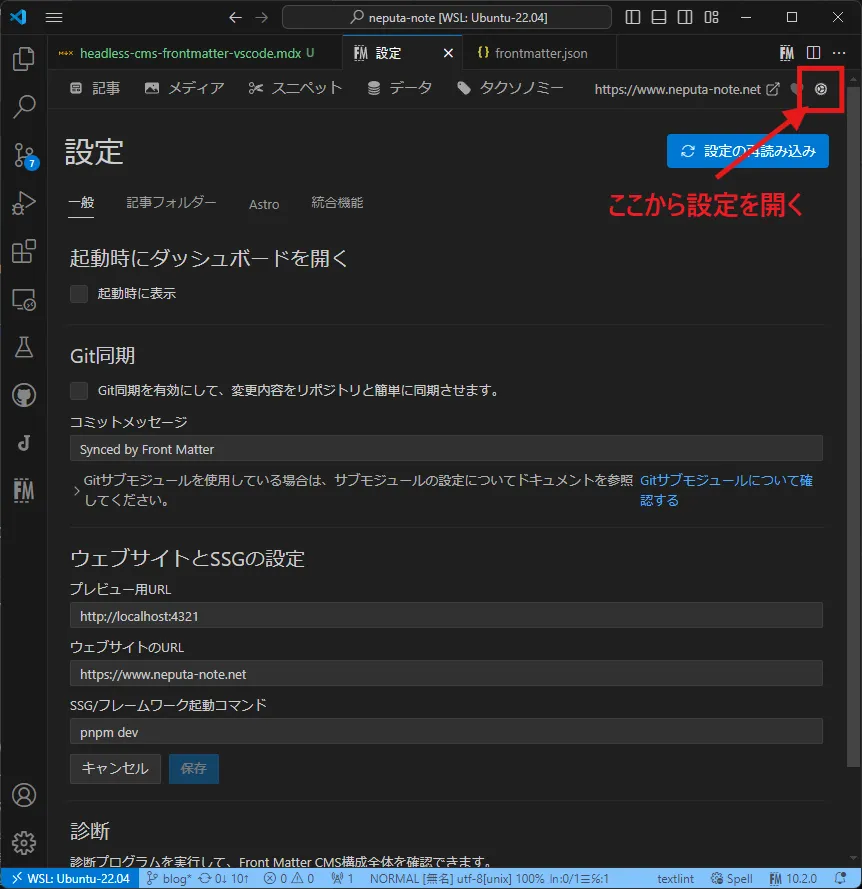 neputa-note [WSL: Ubuntu-22.04]
headless-cms-frontmatter-vscode.mdx U
FM 設定
{} frontmatter.json
FM
記事 メディア スニペット データ タクソノミー https://www.neputa-note.net
設定
設定の再読み込み
ここから設定を開く
一般 記事フォルダー Astro 統合機能
起動時にダッシュボードを開く
起動時に表示
Git同期
Git同期を有効にして、変更内容をリポジトリと簡単に同期させます。
コミットメッセージ
Synced by Front Matter
Gitサブモジュールを使用している場合は、サブモジュールの設定についてドキュメントを参照
してください。
Gitサブモジュールについて確
認する
7
FM
ウェブサイトとSSGの設定
プレビュー用URL
http://localhost:4321
ウェブサイトのURL
https://www.neputa-note.net
SSG/フレームワーク起動コマンド
pnpm dev
キャンセル 保存
診断
診断プログラムを実行して、Front Matter CMS構成全体を確認できます。
WSL: Ubuntu-22.04 blog* 0↓ 10↑ 0 0 1 NORMAL [無名] utf-8[unix] 100% ln:0/1≡%:1 textlint Spell FM 10.2.0